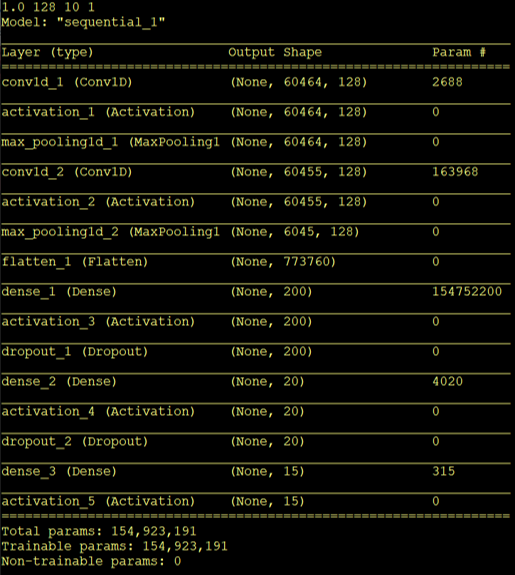 1.0 128 10 1
Model: "sequential_1"
Layer (type) Output Shape Param #
conv1d_1 (Conv1D) (None, 60464, 128) 2688
activation_1 (Activation) (None, 60464, 128) 0
max_pooling1d_1 (MaxPooling1 (None, 60464, 128) 0
conv1d_2 (Conv1D) (None, 60455, 128) 163968
activation_2 (Activation) (None, 60455, 128) 0
max_pooling1d_2 (MaxPooling1 (None, 6045, 128) 0
flatten_1 (Flatten) (None, 773760) 0
dense_1 (Dense) (None, 200) 154752200
activation_3 (Activation) (None, 200) 0
dropout_1 (Dropout) (None, 200) 0
dense_2 (Dense) (None, 20) 4020
activation_4 (Activation) (None, 20) 0
dropout_2 (Dropout) (None, 20) 0
dense_3 (Dense) (None, 15) 315
activation_5 (Activation) (None, 15) 0
Total params: 154,923,191
Trainable params: 154,923,191
Non-trainable params: 0